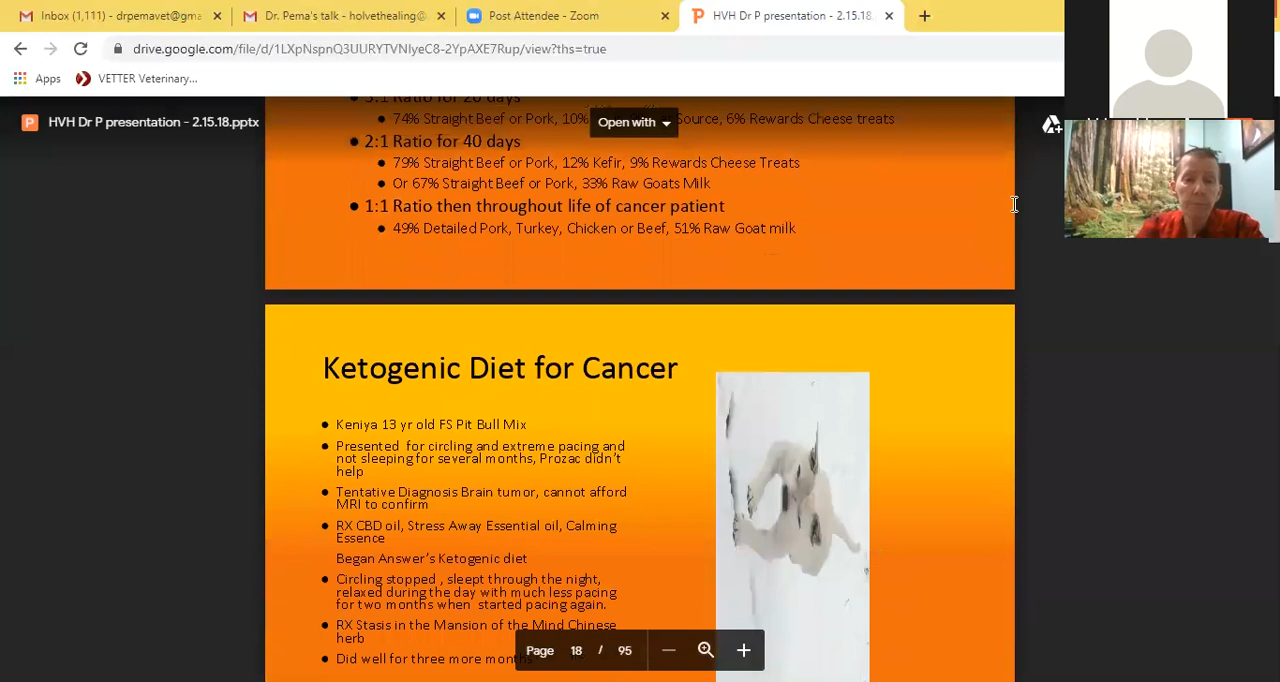 Inbox (1,111) - drpemavet@gma
Dr. Pema's talk - holvethealing@
Post Attendee - Zoom
HVH Dr P presentation - 2.15.18.
drive.google.com/file/d/1LXpNspnQ3UURYTVNIyeC8-2YpAXE7Rup/view?ths=true
Apps
VETTER Veterinary...
HVH Dr P presentation - 2.15.18.pptx
Open with
Ratio for 20 days
74% Straight Beef or Pork, 10% Source, 6% Rewards Cheese treats
2:1 Ratio for 40 days
79% Straight Beef or Pork, 12% Kefir, 9% Rewards Cheese Treats
Or 67% Straight Beef or Pork, 33% Raw Goats Milk
1:1 Ratio then throughout life of cancer patient
49% Detailed Pork, Turkey, Chicken or Beef, 51% Raw Goat milk
Ketogenic Diet for Cancer
Keniya 13 yr old FS Pit Bull Mix
Presented for circling and extreme pacing and
not sleeping for several months, Prozac didn't
help
Tentative Diagnosis Brain tumor, cannot afford
MRI to confirm
RX CBD oil, Stress Away Essential oil, Calming
Essence
Began Answer's Ketogenic diet
Circling stopped , sleept through the night,
relaxed during the day with much less pacing
for two months when started pacing again.
RX Stasis in the Mansion of the Mind Chinese
herb
Did well for three more months
Page 18 / 95